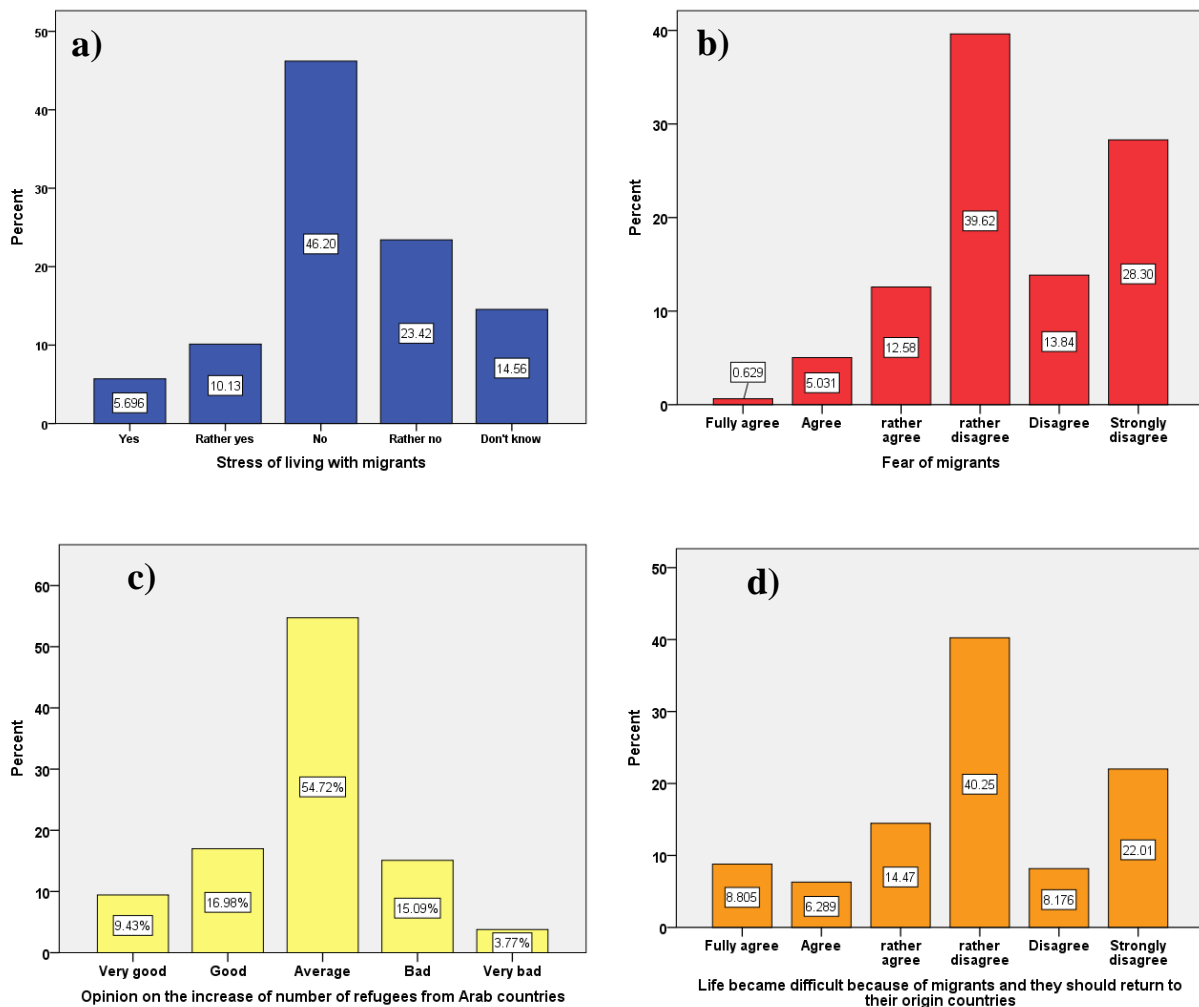 a)
50
40
30
20
10
0
Percent
46.20
23.42
14.56
10.13
5.696
Yes Rather yes No Rather no Don't know
Stress of living with migrants
b)
40
30
20
10
0
Percent
39.62
28.30
12.58
13.84
0.629
5.031
Fully agree Agree rather agree rather disagree Disagree Strongly disagree
Fear of migrants
c)
60
50
40
30
20
10
0
Percent
54.72%
16.98%
15.09%
9.43%
3.77%
Very good Good Average Bad Very bad
Opinion on the increase of number of refugees from Arab countries
d)
50
40
30
20
10
0
Percent
40.25
22.01
14.47
8.805
6.289
8.176
Fully agree Agree rather agree rather disagree Disagree Strongly disagree
Life became difficult because of migrants and they should return to
their origin countries